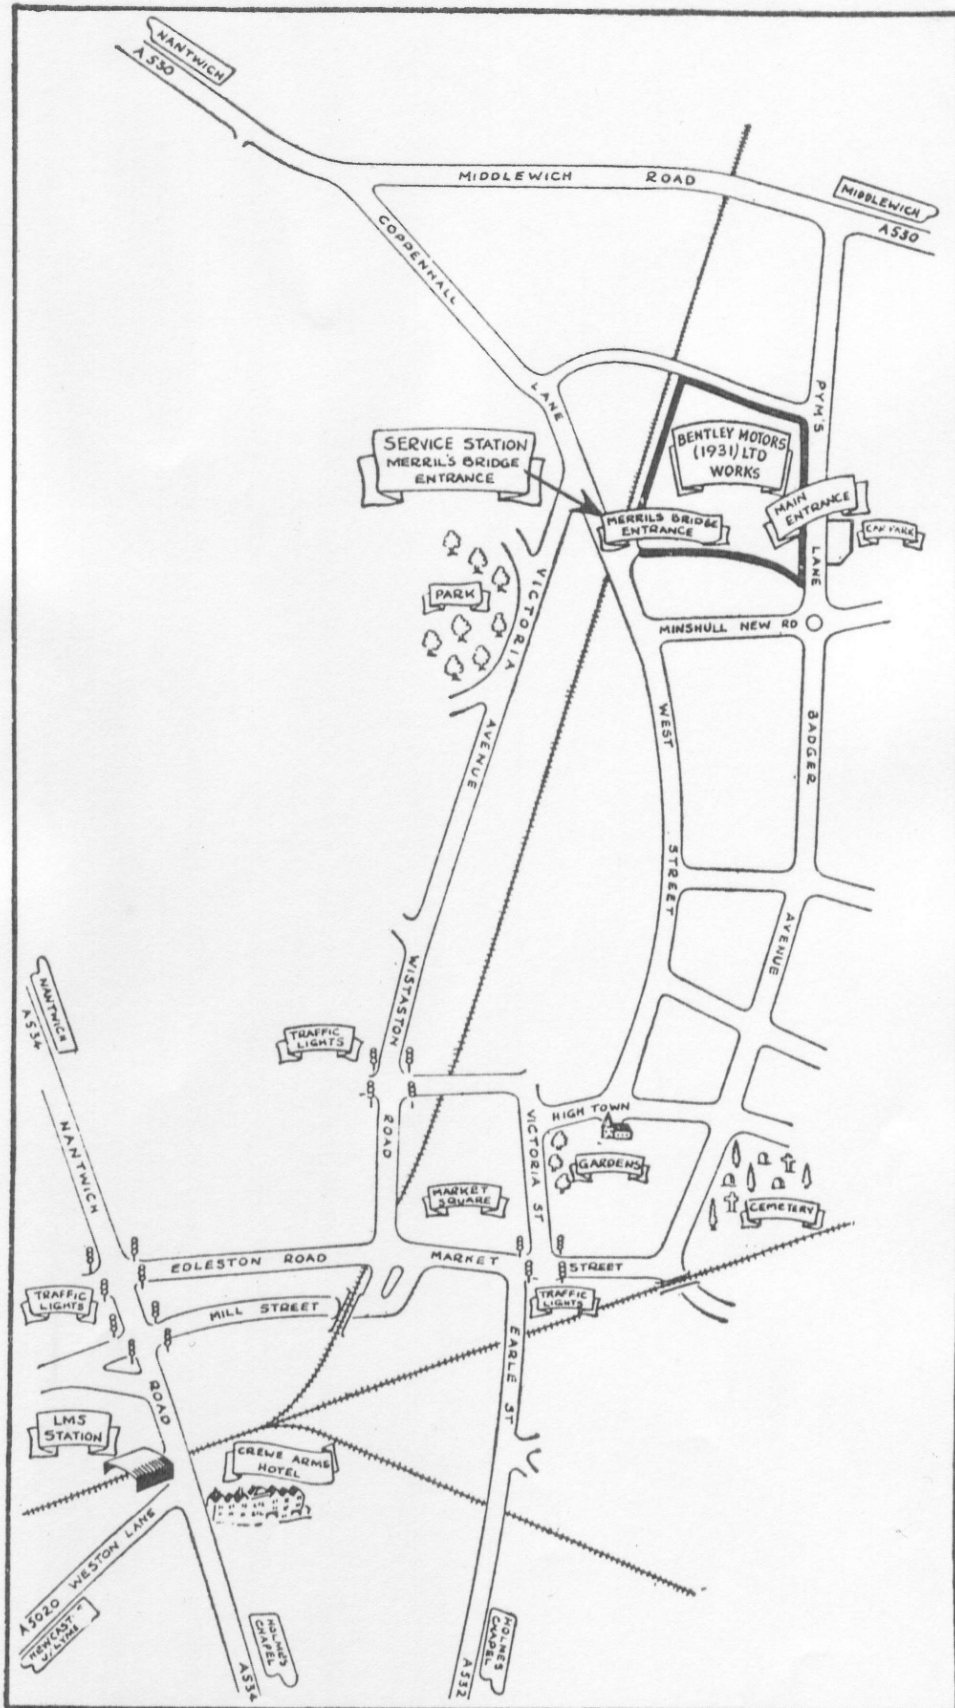 NANTWICH
A 530
MIDDLEWICH ROAD
MIDDLEWICH
A530
COPPENHALL
LANE
PYM'S
LANE
SERVICE STATION
MERRIL'S BRIDGE
ENTRANCE
BENTLEY MOTORS
(1931) LTD
WORKS
MAIN
ENTRANCE
CAR PARK
MERRILS BRIDGE
ENTRANCE
PARK
VICTORIA
AVENUE
MINSHULL NEW RD
WEST
STREET
BADGER
AVENUE
WISTASTON
ROAD
NANTWICH
A534
TRAFFIC
LIGHTS
NANTWICH
ROAD
VICTORIA ST
HIGH TOWN
GARDENS
MARKET
SQUARE
CEMETERY
EDLESTON ROAD
MARKET
STREET
TRAFFIC
LIGHTS
MILL STREET
TRAFFIC
LIGHTS
EARLE ST
LMS
STATION
CREWE ARMS
HOTEL
A5020 WESTON LANE
NEWCAST. -
U/LYME
HOLMES
CHAPEL
A534
HOLMES
CHAPEL
A532